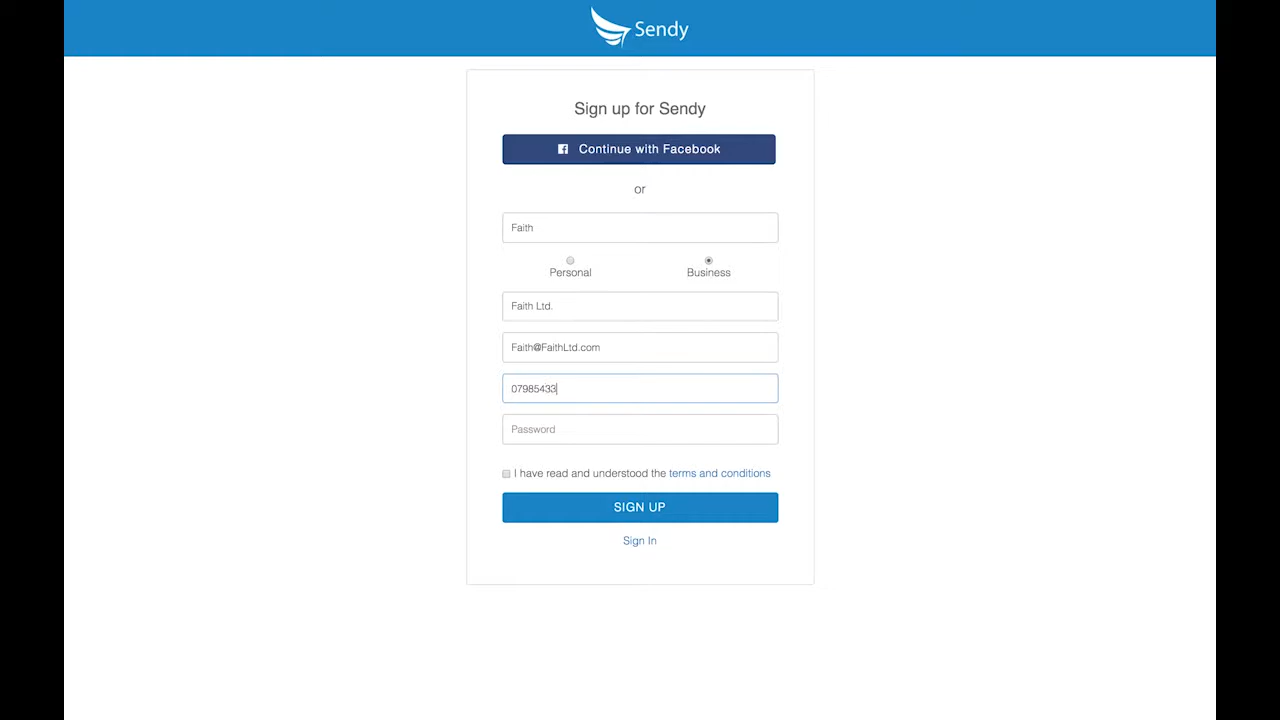 Sendy
Sign up for Sendy
Continue with Facebook
or
Faith
Personal Business
Faith Ltd.
Faith@FaithLtd.com
07985433
Password
I have read and understood the terms and conditions
SIGN UP
Sign In